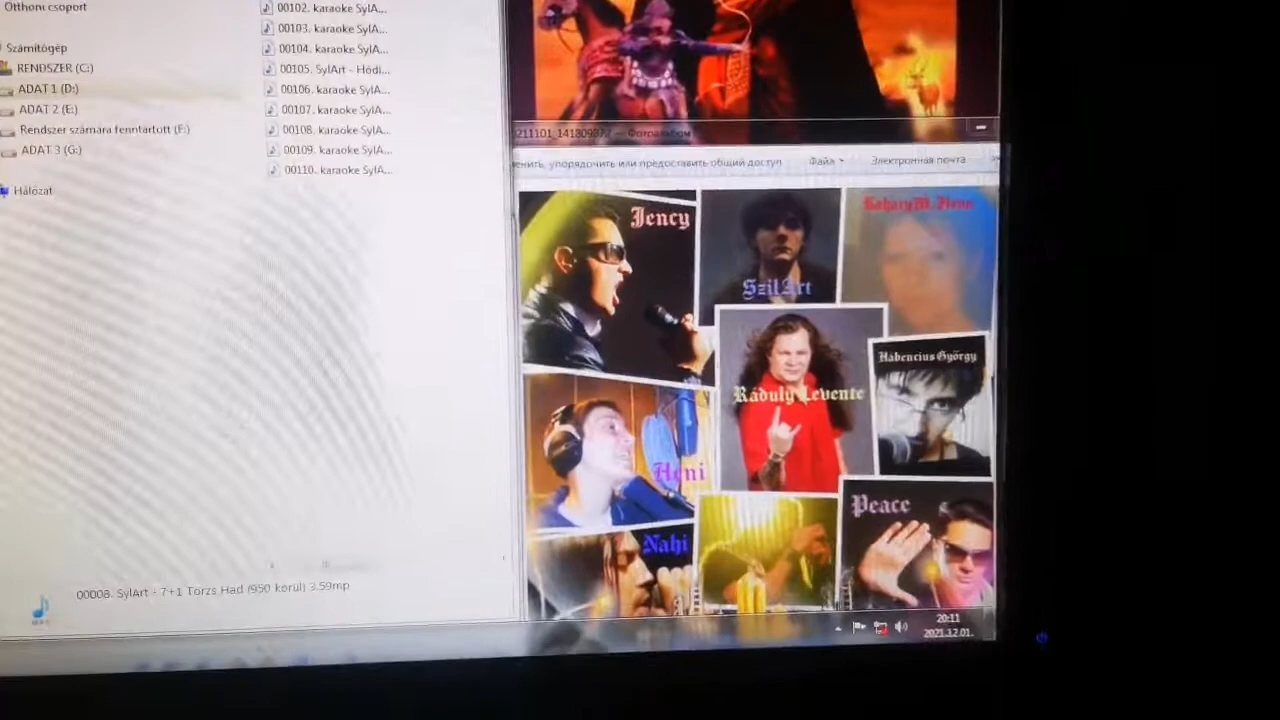 Otthoni csoport
Számítógép
RENDSZER (C:)
ADAT 1 (D:)
ADAT 2 (E:)
Rendszer számára fenntartott (F:)
ADAT 3 (G:)
Hálózat
00102. karaoke SylA...
00103. karaoke SylA...
00104. karaoke SylA...
00105. SylArt - Hódí...
00106. karaoke SylA...
00107. karaoke SylA...
00108. karaoke SylA...
00109. karaoke SylA...
00110. karaoke SylA...
00008. SylArt - 7+1 Törzs Had (950 körül) 3.59mp
211101_141809372 — Фотоальбом
енить, упорядочить или предоставить общий доступ
Файл
Электронная почта
Jency
SzilArt
Ráduly Levente
Habencius György
Heni
Peace
Nahi
20:11
2021.12.01.